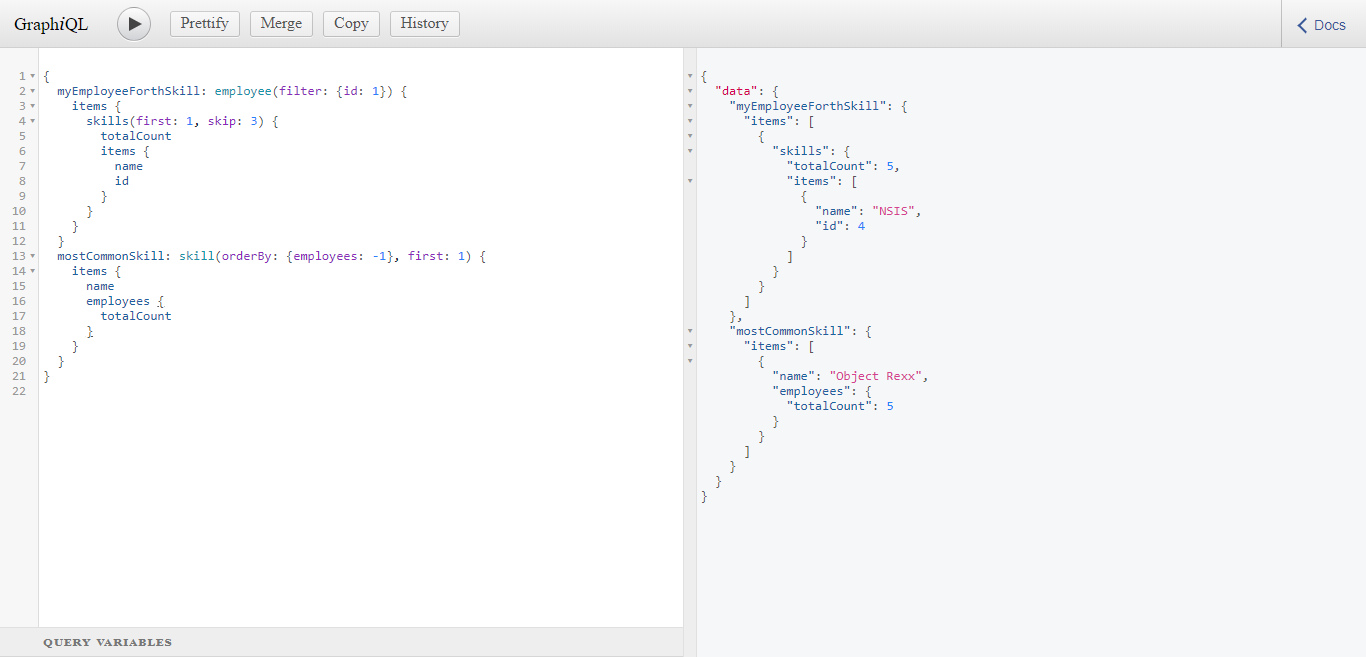 GraphiQL Prettify Merge Copy History Docs
1 {
2   myEmployeeForthSkill: employee(filter: {id: 1}) {
3     items {
4       skills(first: 1, skip: 3) {
5         totalCount
6         items {
7           name
8           id
9         }
10       }
11     }
12   }
13   mostCommonSkill: skill(orderBy: {employees: -1}, first: 1) {
14     items {
15       name
16       employees {
17         totalCount
18       }
19     }
20   }
21 }
22
QUERY VARIABLES
{
  "data": {
    "myEmployeeForthSkill": {
      "items": [
        {
          "skills": {
            "totalCount": 5,
            "items": [
              {
                "name": "NSIS",
                "id": 4
              }
            ]
          }
        }
      ]
    },
    "mostCommonSkill": {
      "items": [
        {
          "name": "Object Rexx",
          "employees": {
            "totalCount": 5
          }
        }
      ]
    }
  }
}